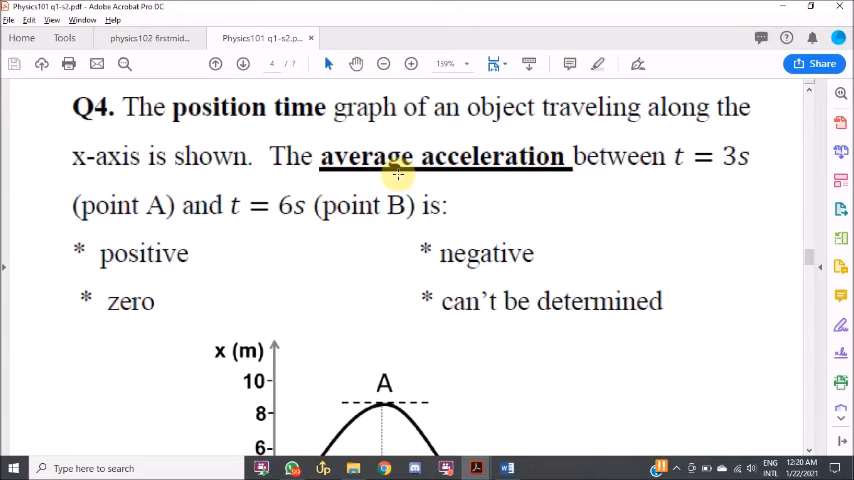 Physics101 q1-s2.pdf - Adobe Acrobat Pro DC
File Edit View Window Help
Home Tools physics102 firstmid... Physics101 q1-s2.p... ×
4 / 7 139% Share
Q4. The position time graph of an object traveling along the
x-axis is shown. The average acceleration between t = 3s
(point A) and t = 6s (point B) is:
* positive * negative
* zero * can't be determined
x (m)
10
A
8
6
Type here to search
ENG
12:20 AM
INTL
1/22/2021